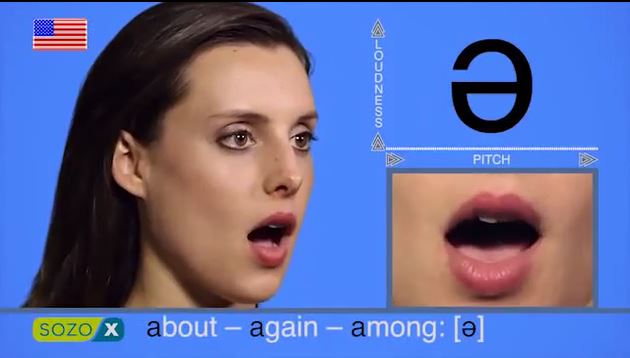 LOUDNESS
ə
PITCH
SOZO X
about – again – among: [ə]